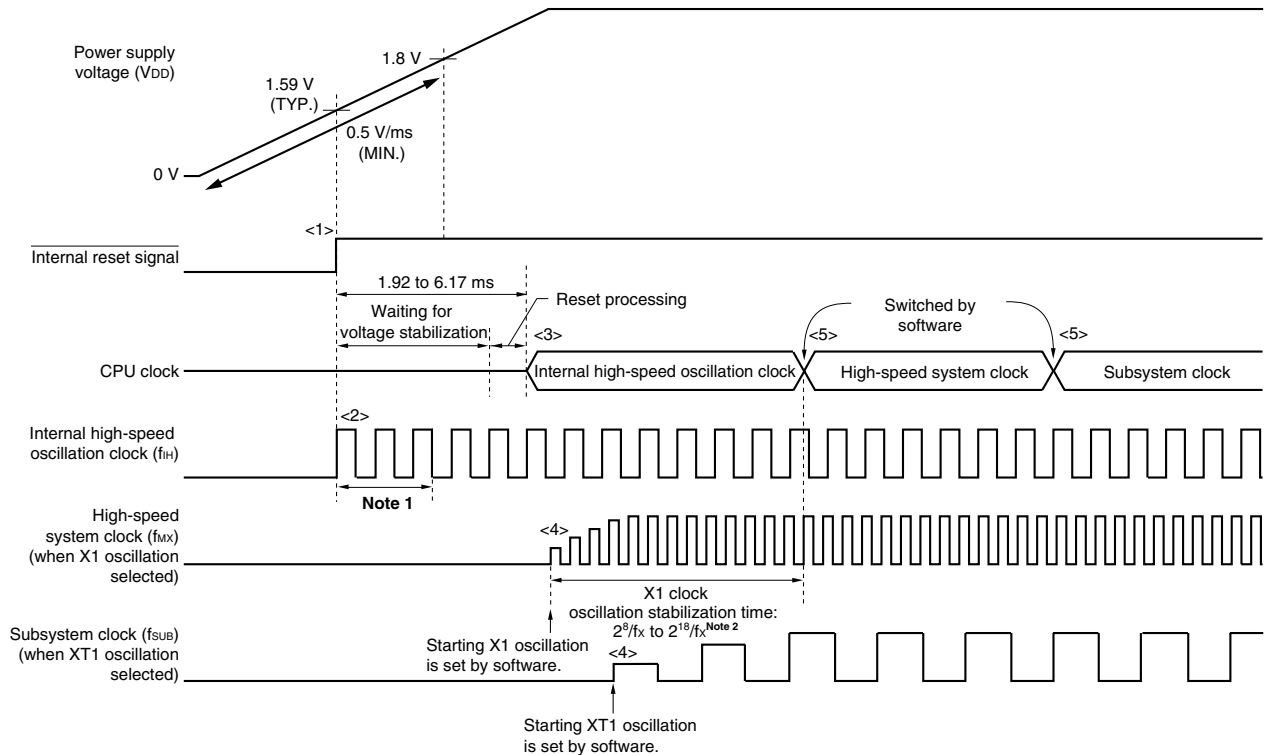 Power supply
voltage (VDD)
1.8 V
1.59 V
(TYP.)
0.5 V/ms
(MIN.)
0 V
<1>
Internal reset signal
1.92 to 6.17 ms
Reset processing
Waiting for
voltage stabilization
Switched by
software
<3>
<5>
<5>
CPU clock
Internal high-speed oscillation clock
High-speed system clock
Subsystem clock
<2>
Internal high-speed
oscillation clock (fIH)
Note 1
High-speed
system clock (fMX)
(when X1 oscillation
selected)
<4>
X1 clock
oscillation stabilization time:
2⁸/fX to 2¹⁸/fX Note 2
Starting X1 oscillation
is set by software.
Subsystem clock (fSUB)
(when XT1 oscillation
selected)
<4>
Starting XT1 oscillation
is set by software.